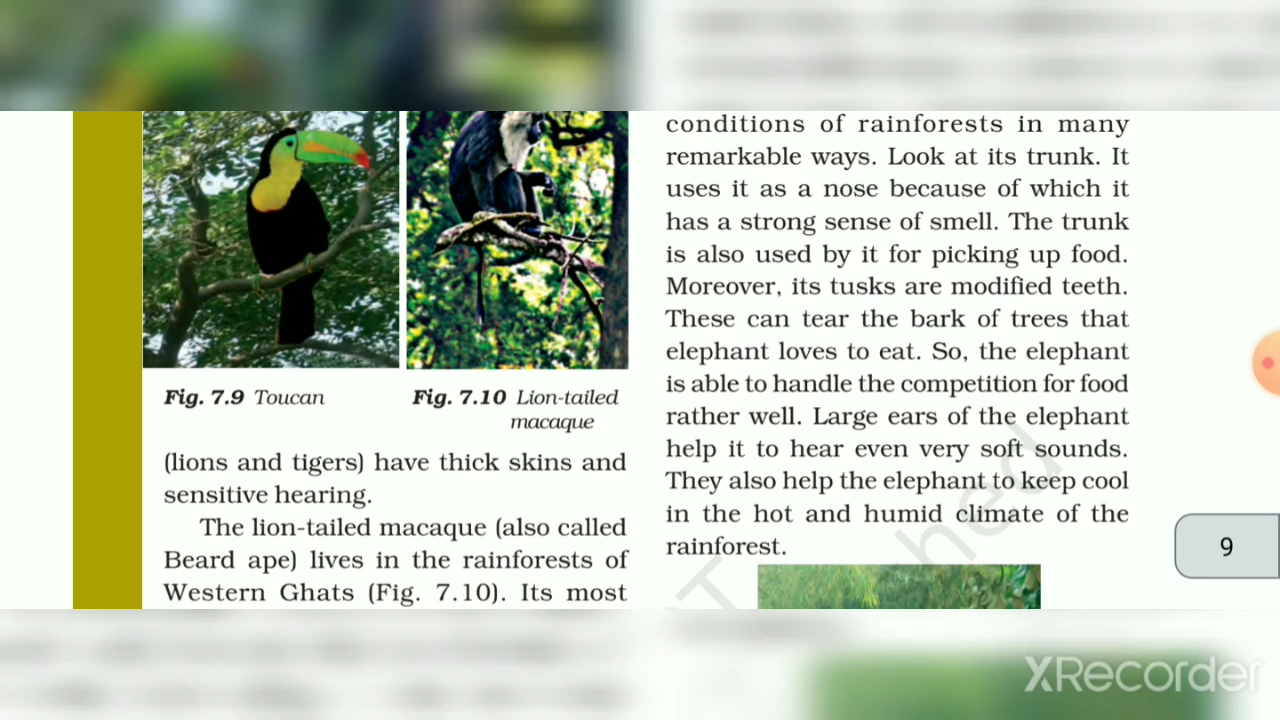 Fig. 7.9 Toucan
Fig. 7.10 Lion-tailed
macaque
(lions and tigers) have thick skins and
sensitive hearing.
The lion-tailed macaque (also called
Beard ape) lives in the rainforests of
Western Ghats (Fig. 7.10). Its most
conditions of rainforests in many
remarkable ways. Look at its trunk. It
uses it as a nose because of which it
has a strong sense of smell. The trunk
is also used by it for picking up food.
Moreover, its tusks are modified teeth.
These can tear the bark of trees that
elephant loves to eat. So, the elephant
is able to handle the competition for food
rather well. Large ears of the elephant
help it to hear even very soft sounds.
They also help the elephant to keep cool
in the hot and humid climate of the
rainforest.
9
XRecorder